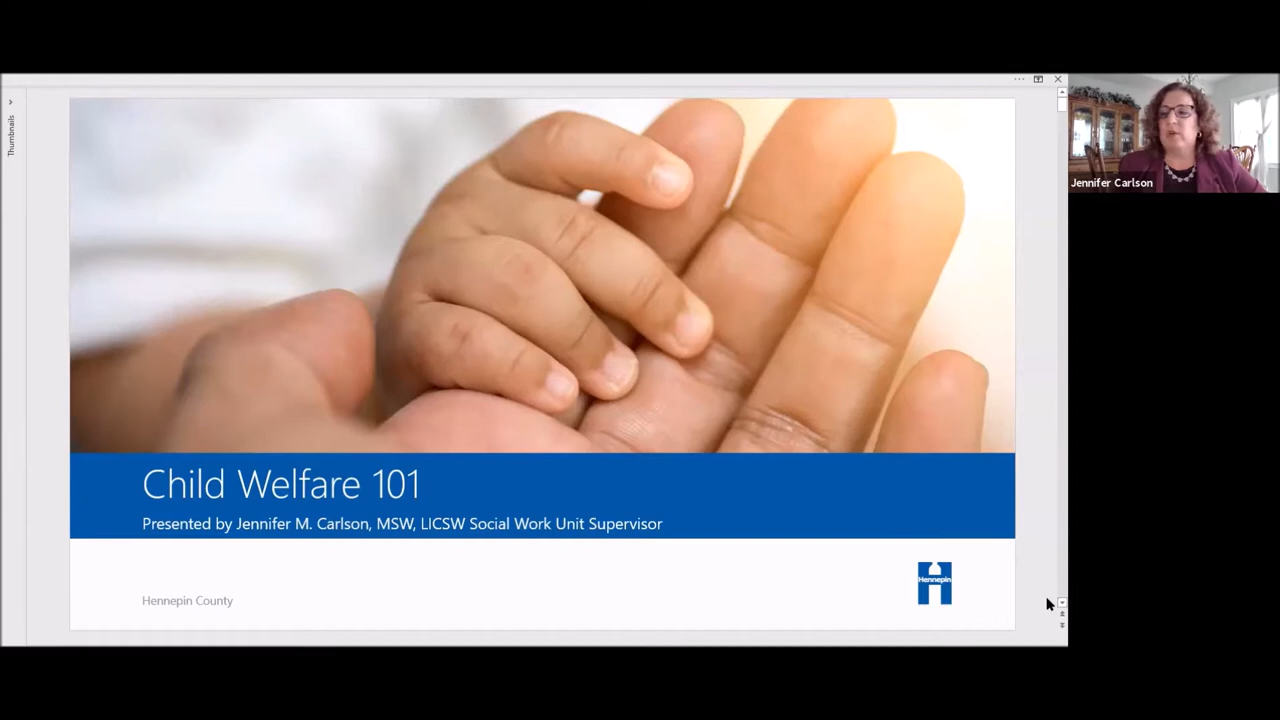 Thumbnails
Jennifer Carlson
Child Welfare 101
Presented by Jennifer M. Carlson, MSW, LICSW Social Work Unit Supervisor
Hennepin
Hennepin County